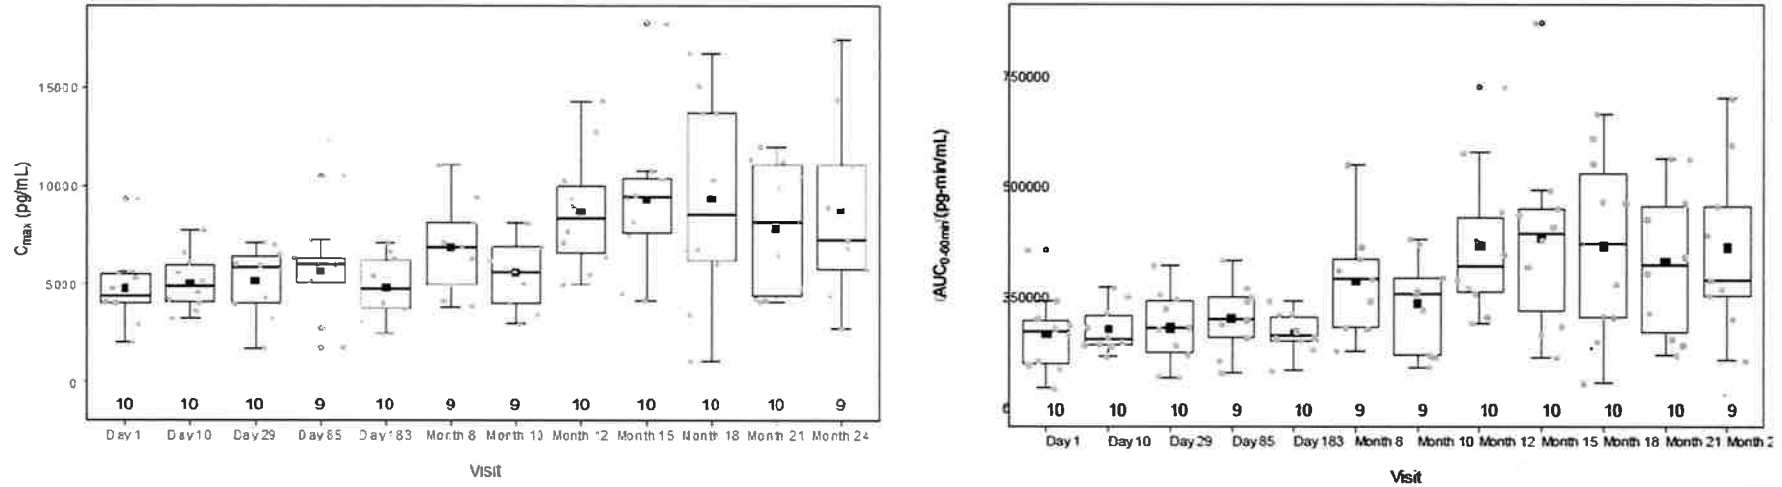 15000
10000
5000
0
Cmax (pg/mL)
10 10 10 9 10 9 9 10 10 10 10 9
Day 1 Day 10 Day 29 Day 85 Day 183 Month 8 Month 10 Month 12 Month 15 Month 18 Month 21 Month 24
Visit
750000
500000
AUC0-60min (pg-min/mL)
10 10 10 9 10 9 9 10 10 10 10 9
Day 1 Day 10 Day 29 Day 85 Day 183 Month 8 Month 10 Month 12 Month 15 Month 18 Month 21 Month 2
Visit